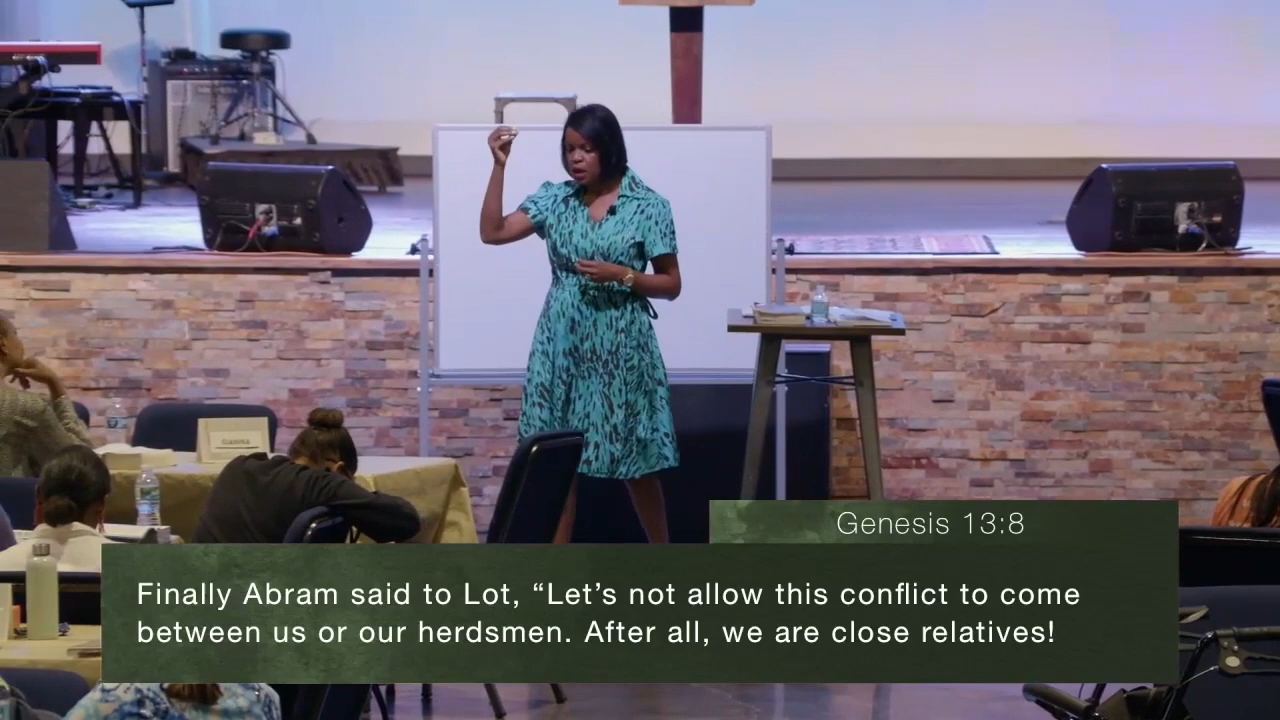 Genesis 13:8
Finally Abram said to Lot, “Let’s not allow this conflict to come
between us or our herdsmen. After all, we are close relatives!